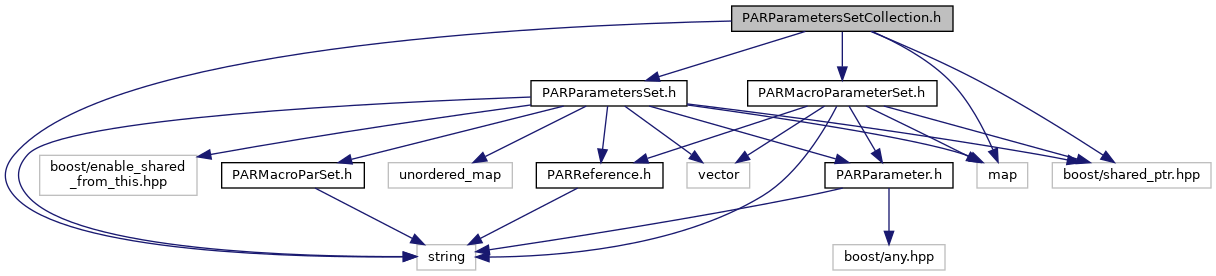 PARParametersSetCollection.h
PARParametersSet.h
PARMacroParameterSet.h
boost/enable_shared
_from_this.hpp
PARMacroParSet.h
unordered_map
PARReference.h
vector
PARParameter.h
map
boost/shared_ptr.hpp
string
boost/any.hpp